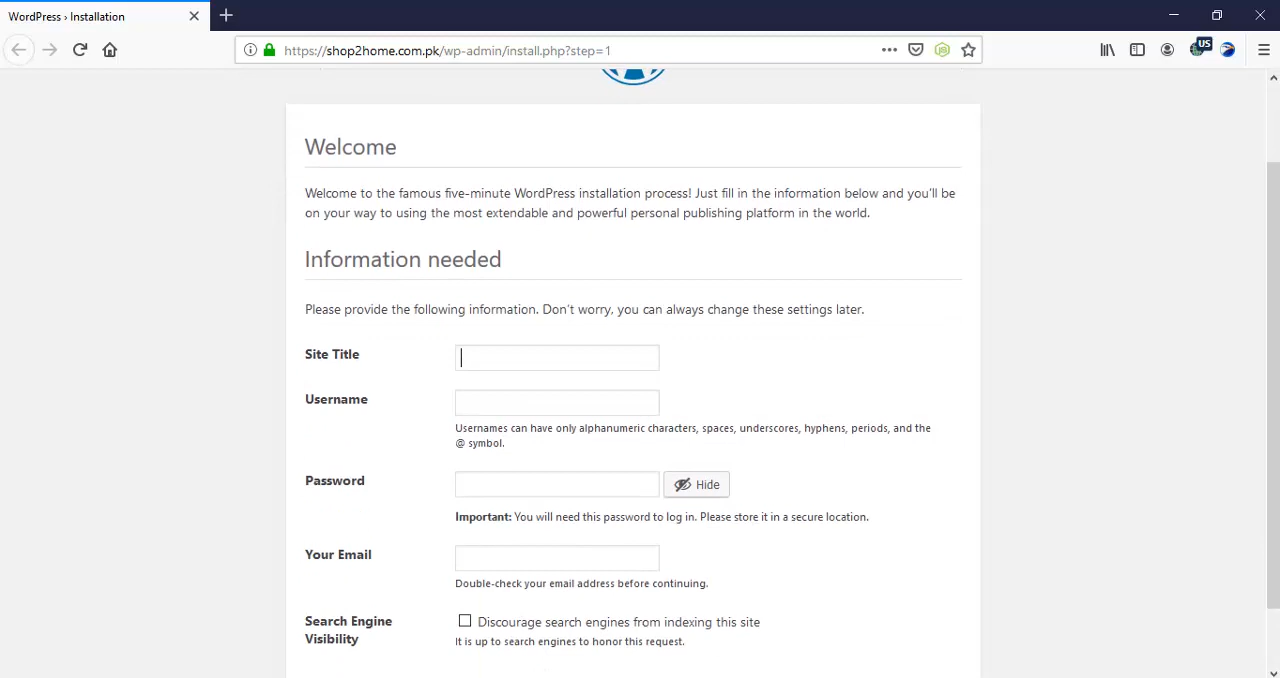 WordPress › Installation
https://shop2home.com.pk/wp-admin/install.php?step=1
JS
US
Welcome
Welcome to the famous five-minute WordPress installation process! Just fill in the information below and you’ll be
on your way to using the most extendable and powerful personal publishing platform in the world.
Information needed
Please provide the following information. Don’t worry, you can always change these settings later.
Site Title
Username
Usernames can have only alphanumeric characters, spaces, underscores, hyphens, periods, and the
@ symbol.
Password
Hide
Important: You will need this password to log in. Please store it in a secure location.
Your Email
Double-check your email address before continuing.
Search Engine
Visibility
Discourage search engines from indexing this site
It is up to search engines to honor this request.